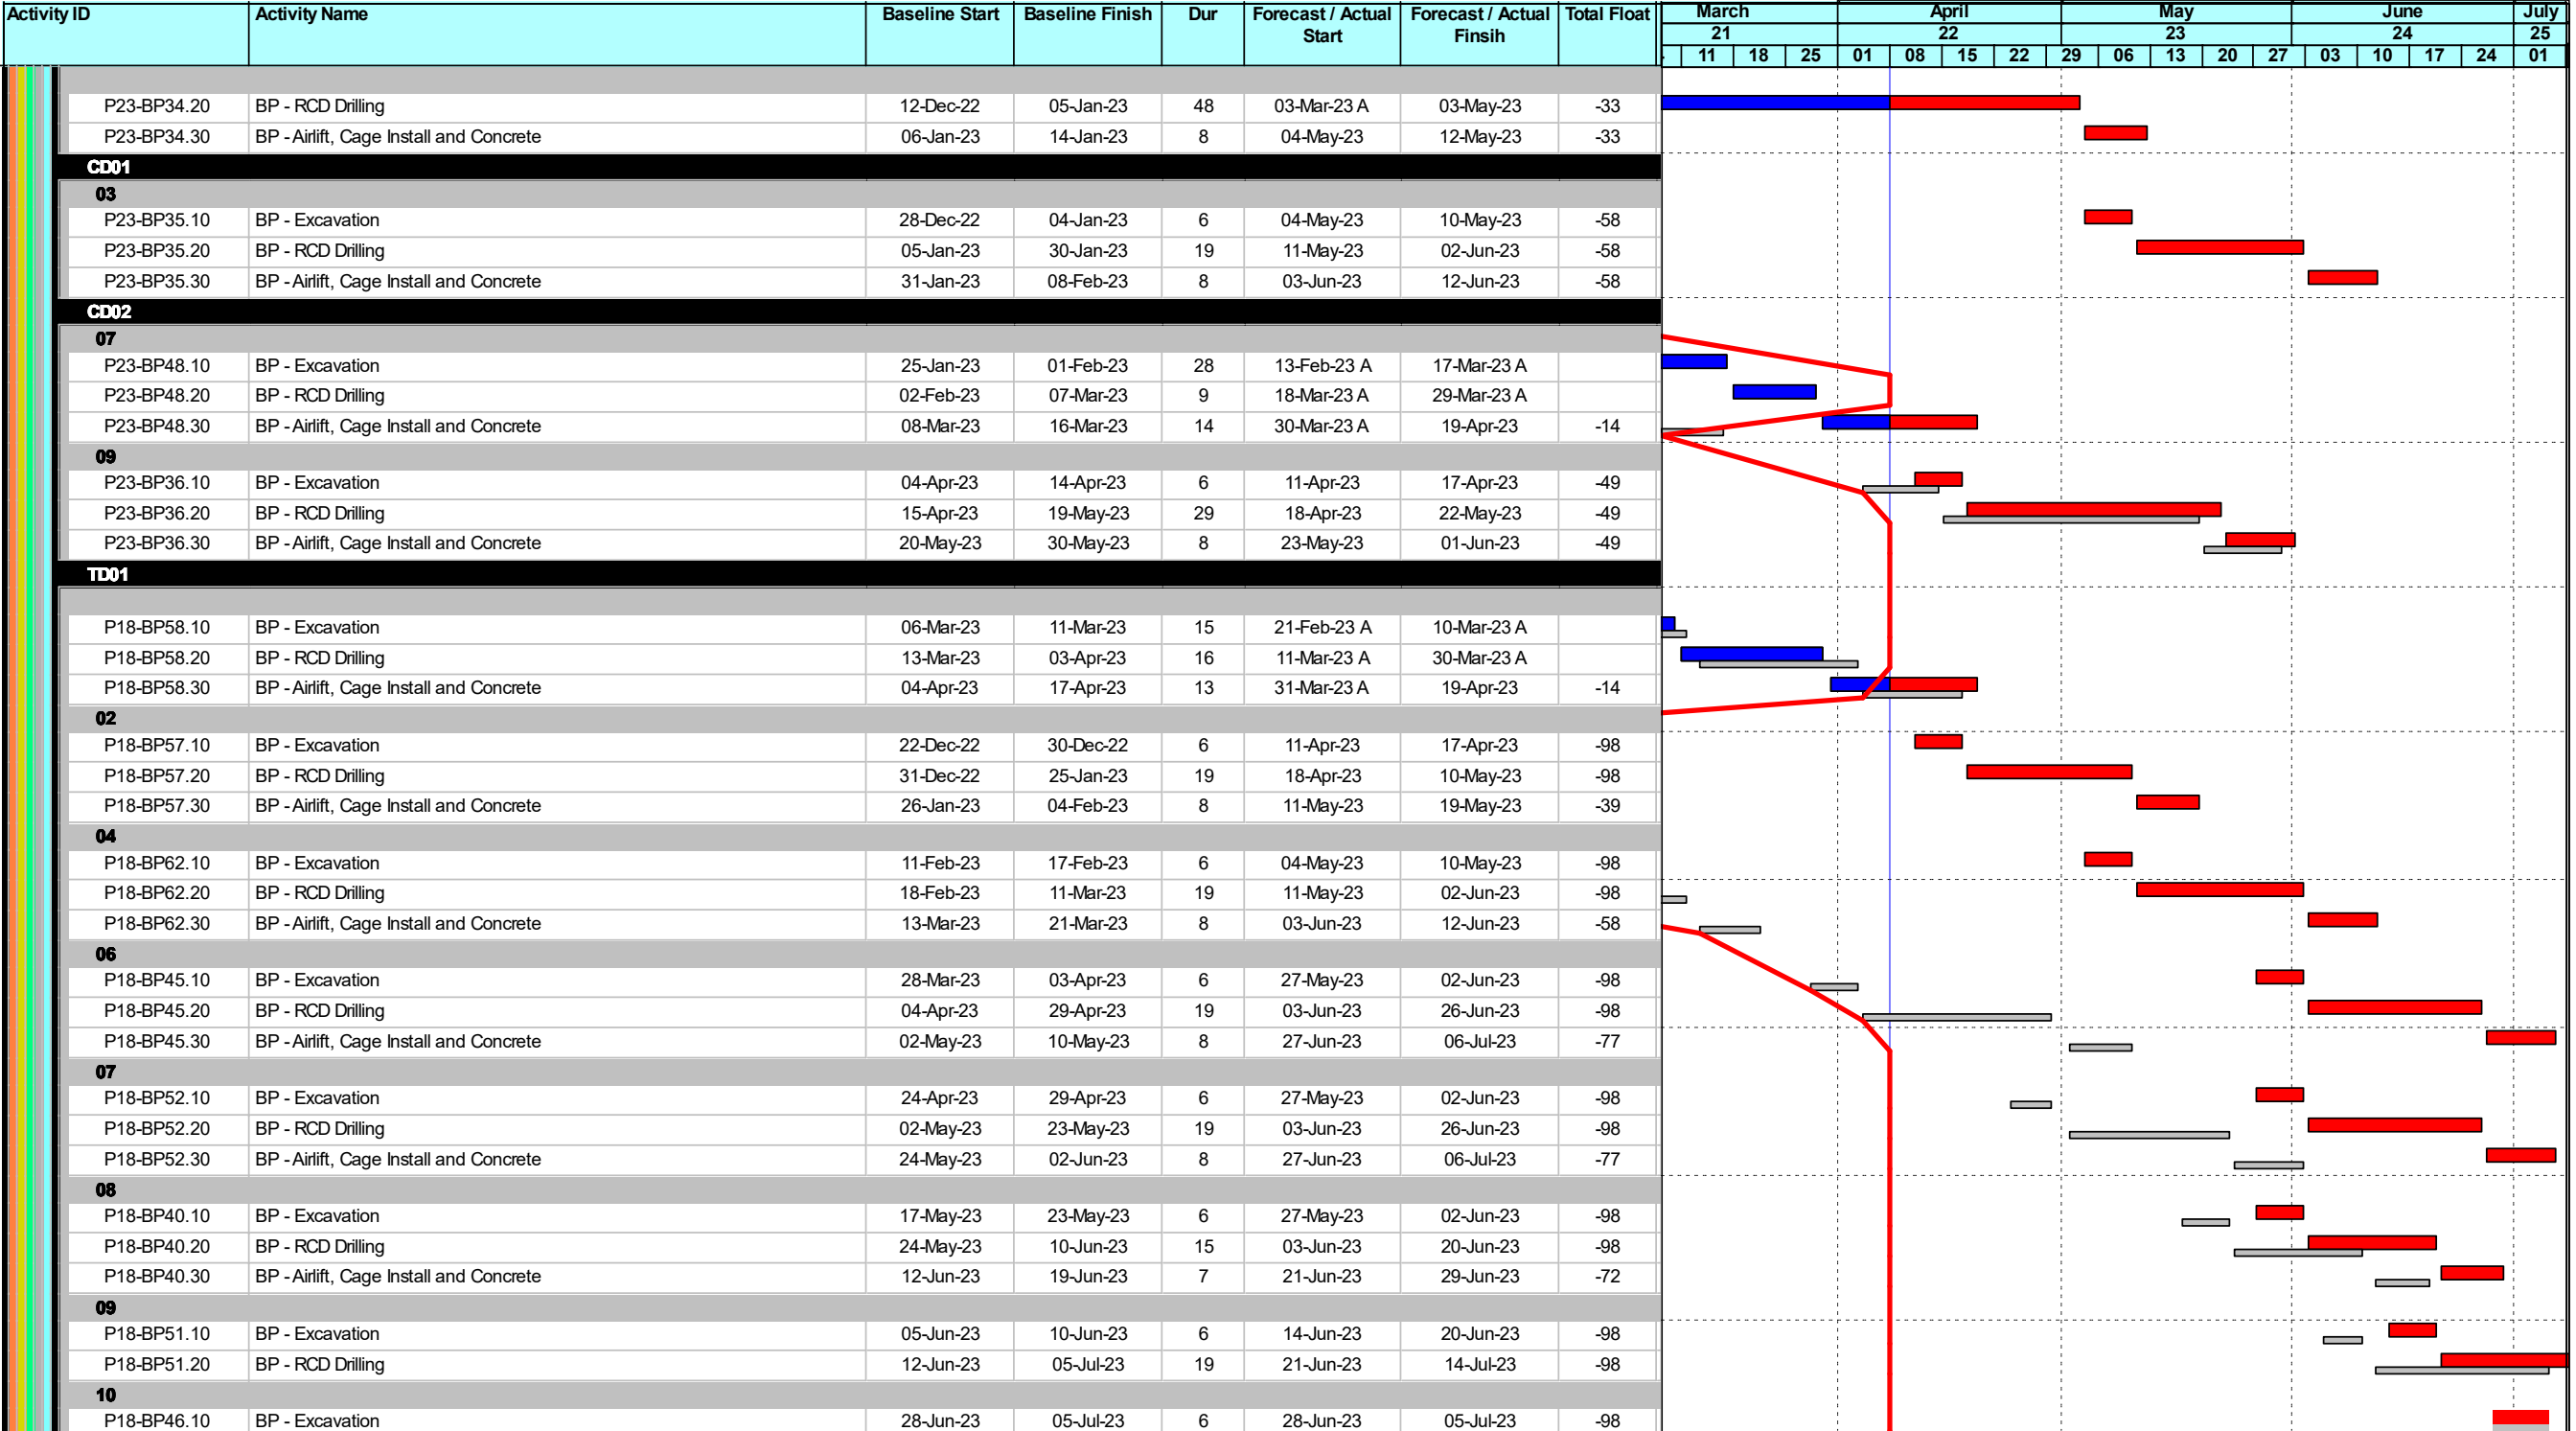 Activity ID Activity Name Baseline Start Baseline Finish Dur Forecast / Actual Start Forecast / Actual Finsih Total Float March April May June July
21 22 23 24 25
11 18 25 01 08 15 22 29 06 13 20 27 03 10 17 24 01
P23-BP34.20 BP - RCD Drilling 12-Dec-22 05-Jan-23 48 03-Mar-23 A 03-May-23 -33
P23-BP34.30 BP - Airlift, Cage Install and Concrete 06-Jan-23 14-Jan-23 8 04-May-23 12-May-23 -33
CD01
03
P23-BP35.10 BP - Excavation 28-Dec-22 04-Jan-23 6 04-May-23 10-May-23 -58
P23-BP35.20 BP - RCD Drilling 05-Jan-23 30-Jan-23 19 11-May-23 02-Jun-23 -58
P23-BP35.30 BP - Airlift, Cage Install and Concrete 31-Jan-23 08-Feb-23 8 03-Jun-23 12-Jun-23 -58
CD02
07
P23-BP48.10 BP - Excavation 25-Jan-23 01-Feb-23 28 13-Feb-23 A 17-Mar-23 A
P23-BP48.20 BP - RCD Drilling 02-Feb-23 07-Mar-23 9 18-Mar-23 A 29-Mar-23 A
P23-BP48.30 BP - Airlift, Cage Install and Concrete 08-Mar-23 16-Mar-23 14 30-Mar-23 A 19-Apr-23 -14
09
P23-BP36.10 BP - Excavation 04-Apr-23 14-Apr-23 6 11-Apr-23 17-Apr-23 -49
P23-BP36.20 BP - RCD Drilling 15-Apr-23 19-May-23 29 18-Apr-23 22-May-23 -49
P23-BP36.30 BP - Airlift, Cage Install and Concrete 20-May-23 30-May-23 8 23-May-23 01-Jun-23 -49
TD01
P18-BP58.10 BP - Excavation 06-Mar-23 11-Mar-23 15 21-Feb-23 A 10-Mar-23 A
P18-BP58.20 BP - RCD Drilling 13-Mar-23 03-Apr-23 16 11-Mar-23 A 30-Mar-23 A
P18-BP58.30 BP - Airlift, Cage Install and Concrete 04-Apr-23 17-Apr-23 13 31-Mar-23 A 19-Apr-23 -14
02
P18-BP57.10 BP - Excavation 22-Dec-22 30-Dec-22 6 11-Apr-23 17-Apr-23 -98
P18-BP57.20 BP - RCD Drilling 31-Dec-22 25-Jan-23 19 18-Apr-23 10-May-23 -98
P18-BP57.30 BP - Airlift, Cage Install and Concrete 26-Jan-23 04-Feb-23 8 11-May-23 19-May-23 -39
04
P18-BP62.10 BP - Excavation 11-Feb-23 17-Feb-23 6 04-May-23 10-May-23 -98
P18-BP62.20 BP - RCD Drilling 18-Feb-23 11-Mar-23 19 11-May-23 02-Jun-23 -98
P18-BP62.30 BP - Airlift, Cage Install and Concrete 13-Mar-23 21-Mar-23 8 03-Jun-23 12-Jun-23 -58
06
P18-BP45.10 BP - Excavation 28-Mar-23 03-Apr-23 6 27-May-23 02-Jun-23 -98
P18-BP45.20 BP - RCD Drilling 04-Apr-23 29-Apr-23 19 03-Jun-23 26-Jun-23 -98
P18-BP45.30 BP - Airlift, Cage Install and Concrete 02-May-23 10-May-23 8 27-Jun-23 06-Jul-23 -77
07
P18-BP52.10 BP - Excavation 24-Apr-23 29-Apr-23 6 27-May-23 02-Jun-23 -98
P18-BP52.20 BP - RCD Drilling 02-May-23 23-May-23 19 03-Jun-23 26-Jun-23 -98
P18-BP52.30 BP - Airlift, Cage Install and Concrete 24-May-23 02-Jun-23 8 27-Jun-23 06-Jul-23 -77
08
P18-BP40.10 BP - Excavation 17-May-23 23-May-23 6 27-May-23 02-Jun-23 -98
P18-BP40.20 BP - RCD Drilling 24-May-23 10-Jun-23 15 03-Jun-23 20-Jun-23 -98
P18-BP40.30 BP - Airlift, Cage Install and Concrete 12-Jun-23 19-Jun-23 7 21-Jun-23 29-Jun-23 -72
09
P18-BP51.10 BP - Excavation 05-Jun-23 10-Jun-23 6 14-Jun-23 20-Jun-23 -98
P18-BP51.20 BP - RCD Drilling 12-Jun-23 05-Jul-23 19 21-Jun-23 14-Jul-23 -98
10
P18-BP46.10 BP - Excavation 28-Jun-23 05-Jul-23 6 28-Jun-23 05-Jul-23 -98